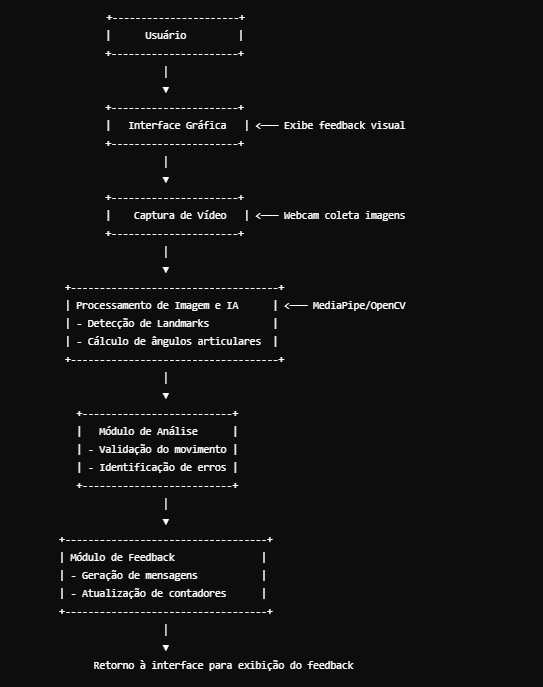 Usuário
Interface Gráfica <── Exibe feedback visual
Captura de Vídeo <── Webcam coleta imagens
Processamento de Imagem e IA <── MediaPipe/OpenCV
- Detecção de Landmarks
- Cálculo de ângulos articulares
Módulo de Análise
- Validação do movimento
- Identificação de erros
Módulo de Feedback
- Geração de mensagens
- Atualização de contadores
Retorno à interface para exibição do feedback